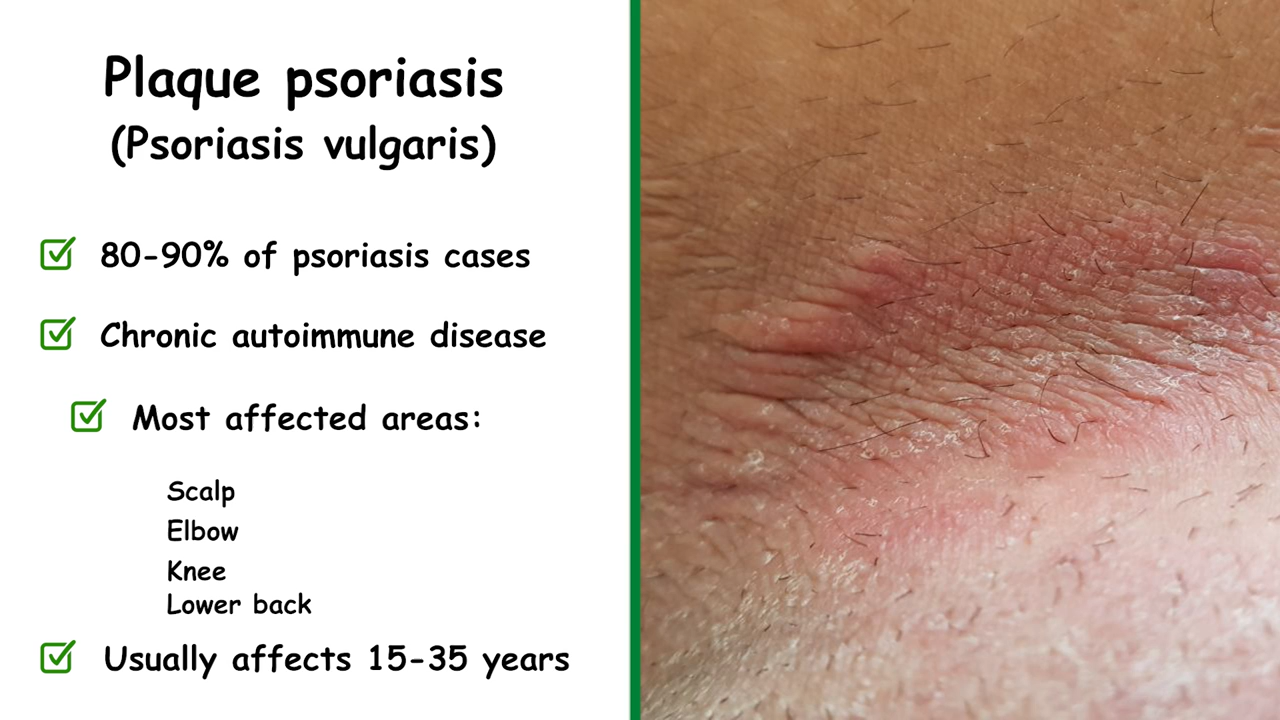 Plaque psoriasis
(Psoriasis vulgaris)
80-90% of psoriasis cases
Chronic autoimmune disease
Most affected areas:
Scalp
Elbow
Knee
Lower back
Usually affects 15-35 years